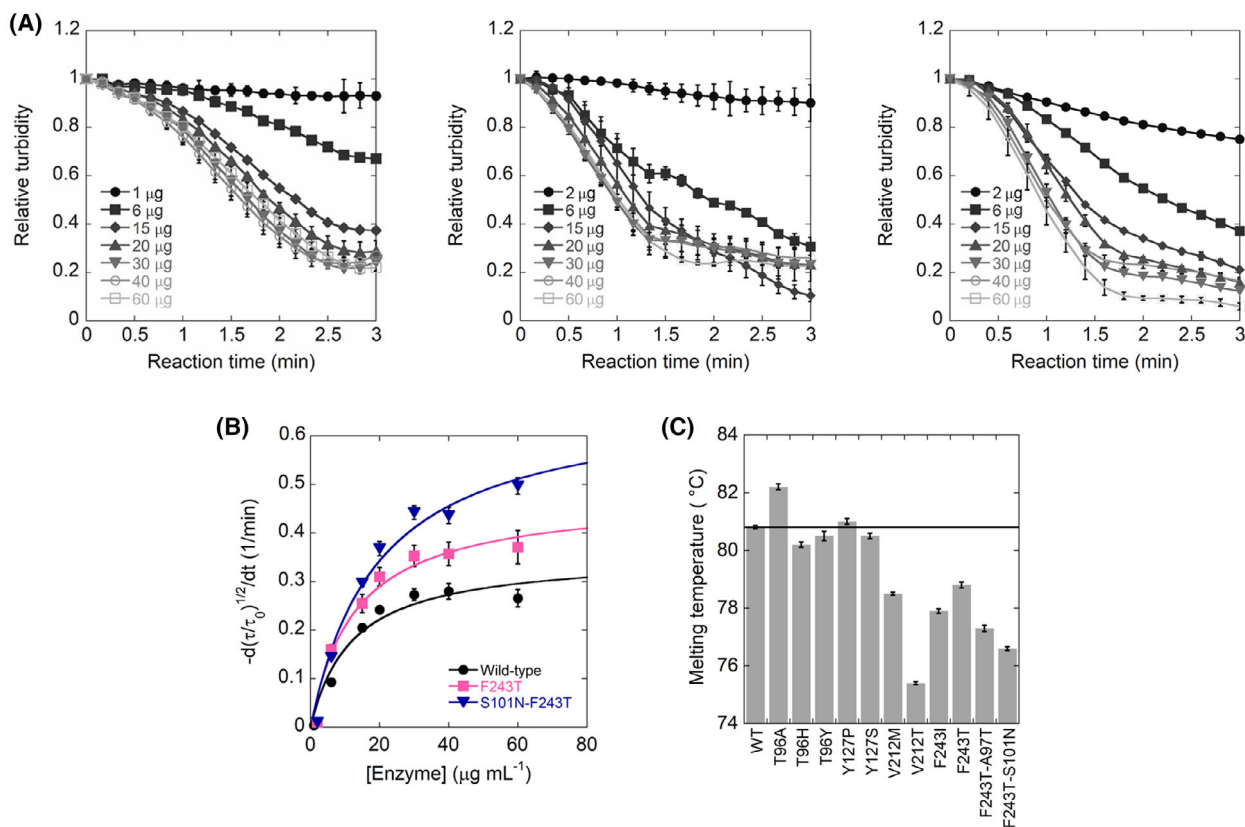 (A)
1.2
1
0.8
0.6
0.4
0.2
0
Relative turbidity
1 μg
6 μg
15 μg
20 μg
30 μg
40 μg
60 μg
0 0.5 1 1.5 2 2.5 3
Reaction time (min)
1.2
1
0.8
0.6
0.4
0.2
0
Relative turbidity
2 μg
6 μg
15 μg
20 μg
30 μg
40 μg
60 μg
0 0.5 1 1.5 2 2.5 3
Reaction time (min)
1.2
1
0.8
0.6
0.4
0.2
0
Relative turbidity
2 μg
6 μg
15 μg
20 μg
30 μg
40 μg
60 μg
0 0.5 1 1.5 2 2.5 3
Reaction time (min)
(B)
0.6
0.5
0.4
0.3
0.2
0.1
0
-d(τ/τ₀)^1/2/dt (1/min)
Wild-type
F243T
S101N-F243T
0 20 40 60 80
[Enzyme] (μg mL⁻¹)
(C)
84
82
80
78
76
74
Melting temperature ( °C)
WT
T96A
T96H
T96Y
Y127P
Y127S
V212M
V212T
F243I
F243T
F243T-A97T
F243T-S101N